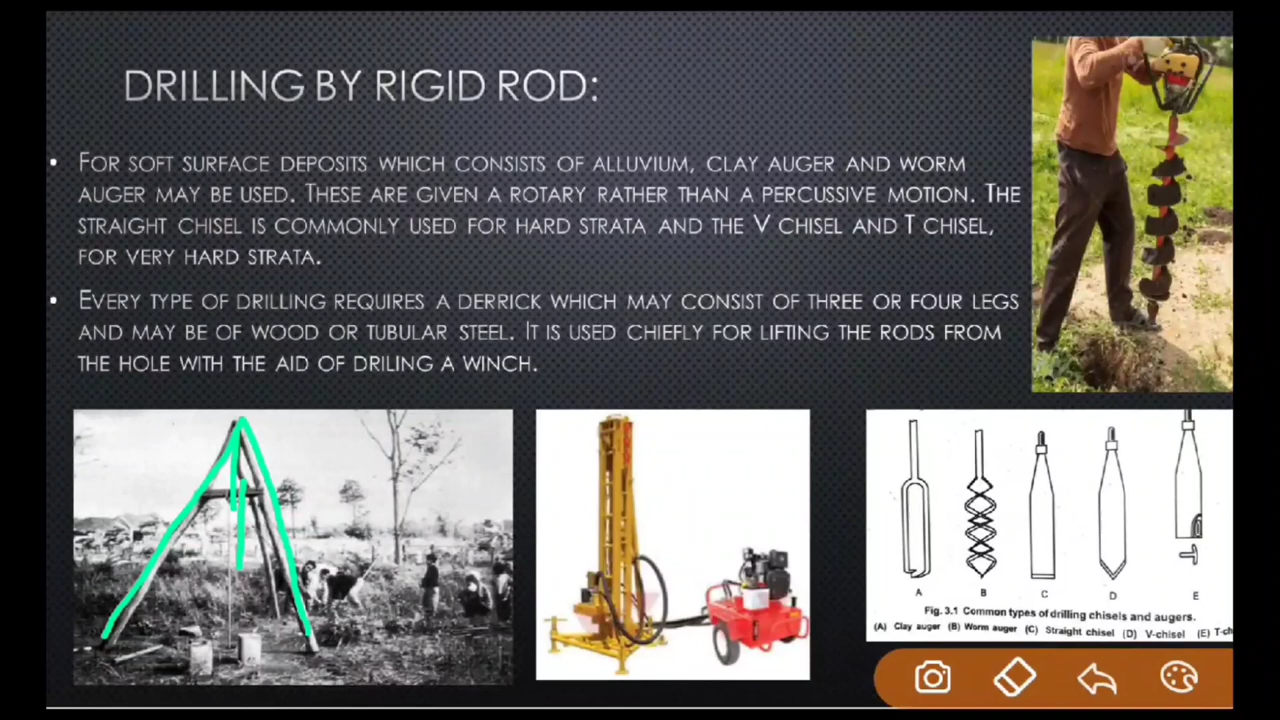 DRILLING BY RIGID ROD:
• FOR SOFT SURFACE DEPOSITS WHICH CONSISTS OF ALLUVIUM, CLAY AUGER AND WORM
AUGER MAY BE USED. THESE ARE GIVEN A ROTARY RATHER THAN A PERCUSSIVE MOTION. THE
STRAIGHT CHISEL IS COMMONLY USED FOR HARD STRATA AND THE V CHISEL AND T CHISEL,
FOR VERY HARD STRATA.
• EVERY TYPE OF DRILLING REQUIRES A DERRICK WHICH MAY CONSIST OF THREE OR FOUR LEGS
AND MAY BE OF WOOD OR TUBULAR STEEL. IT IS USED CHIEFLY FOR LIFTING THE RODS FROM
THE HOLE WITH THE AID OF DRILING A WINCH.
A B C D E
Fig. 3.1 Common types of drilling chisels and augers.
(A) Clay auger (B) Worm auger (C) Straight chisel (D) V-chisel (E) T-ch